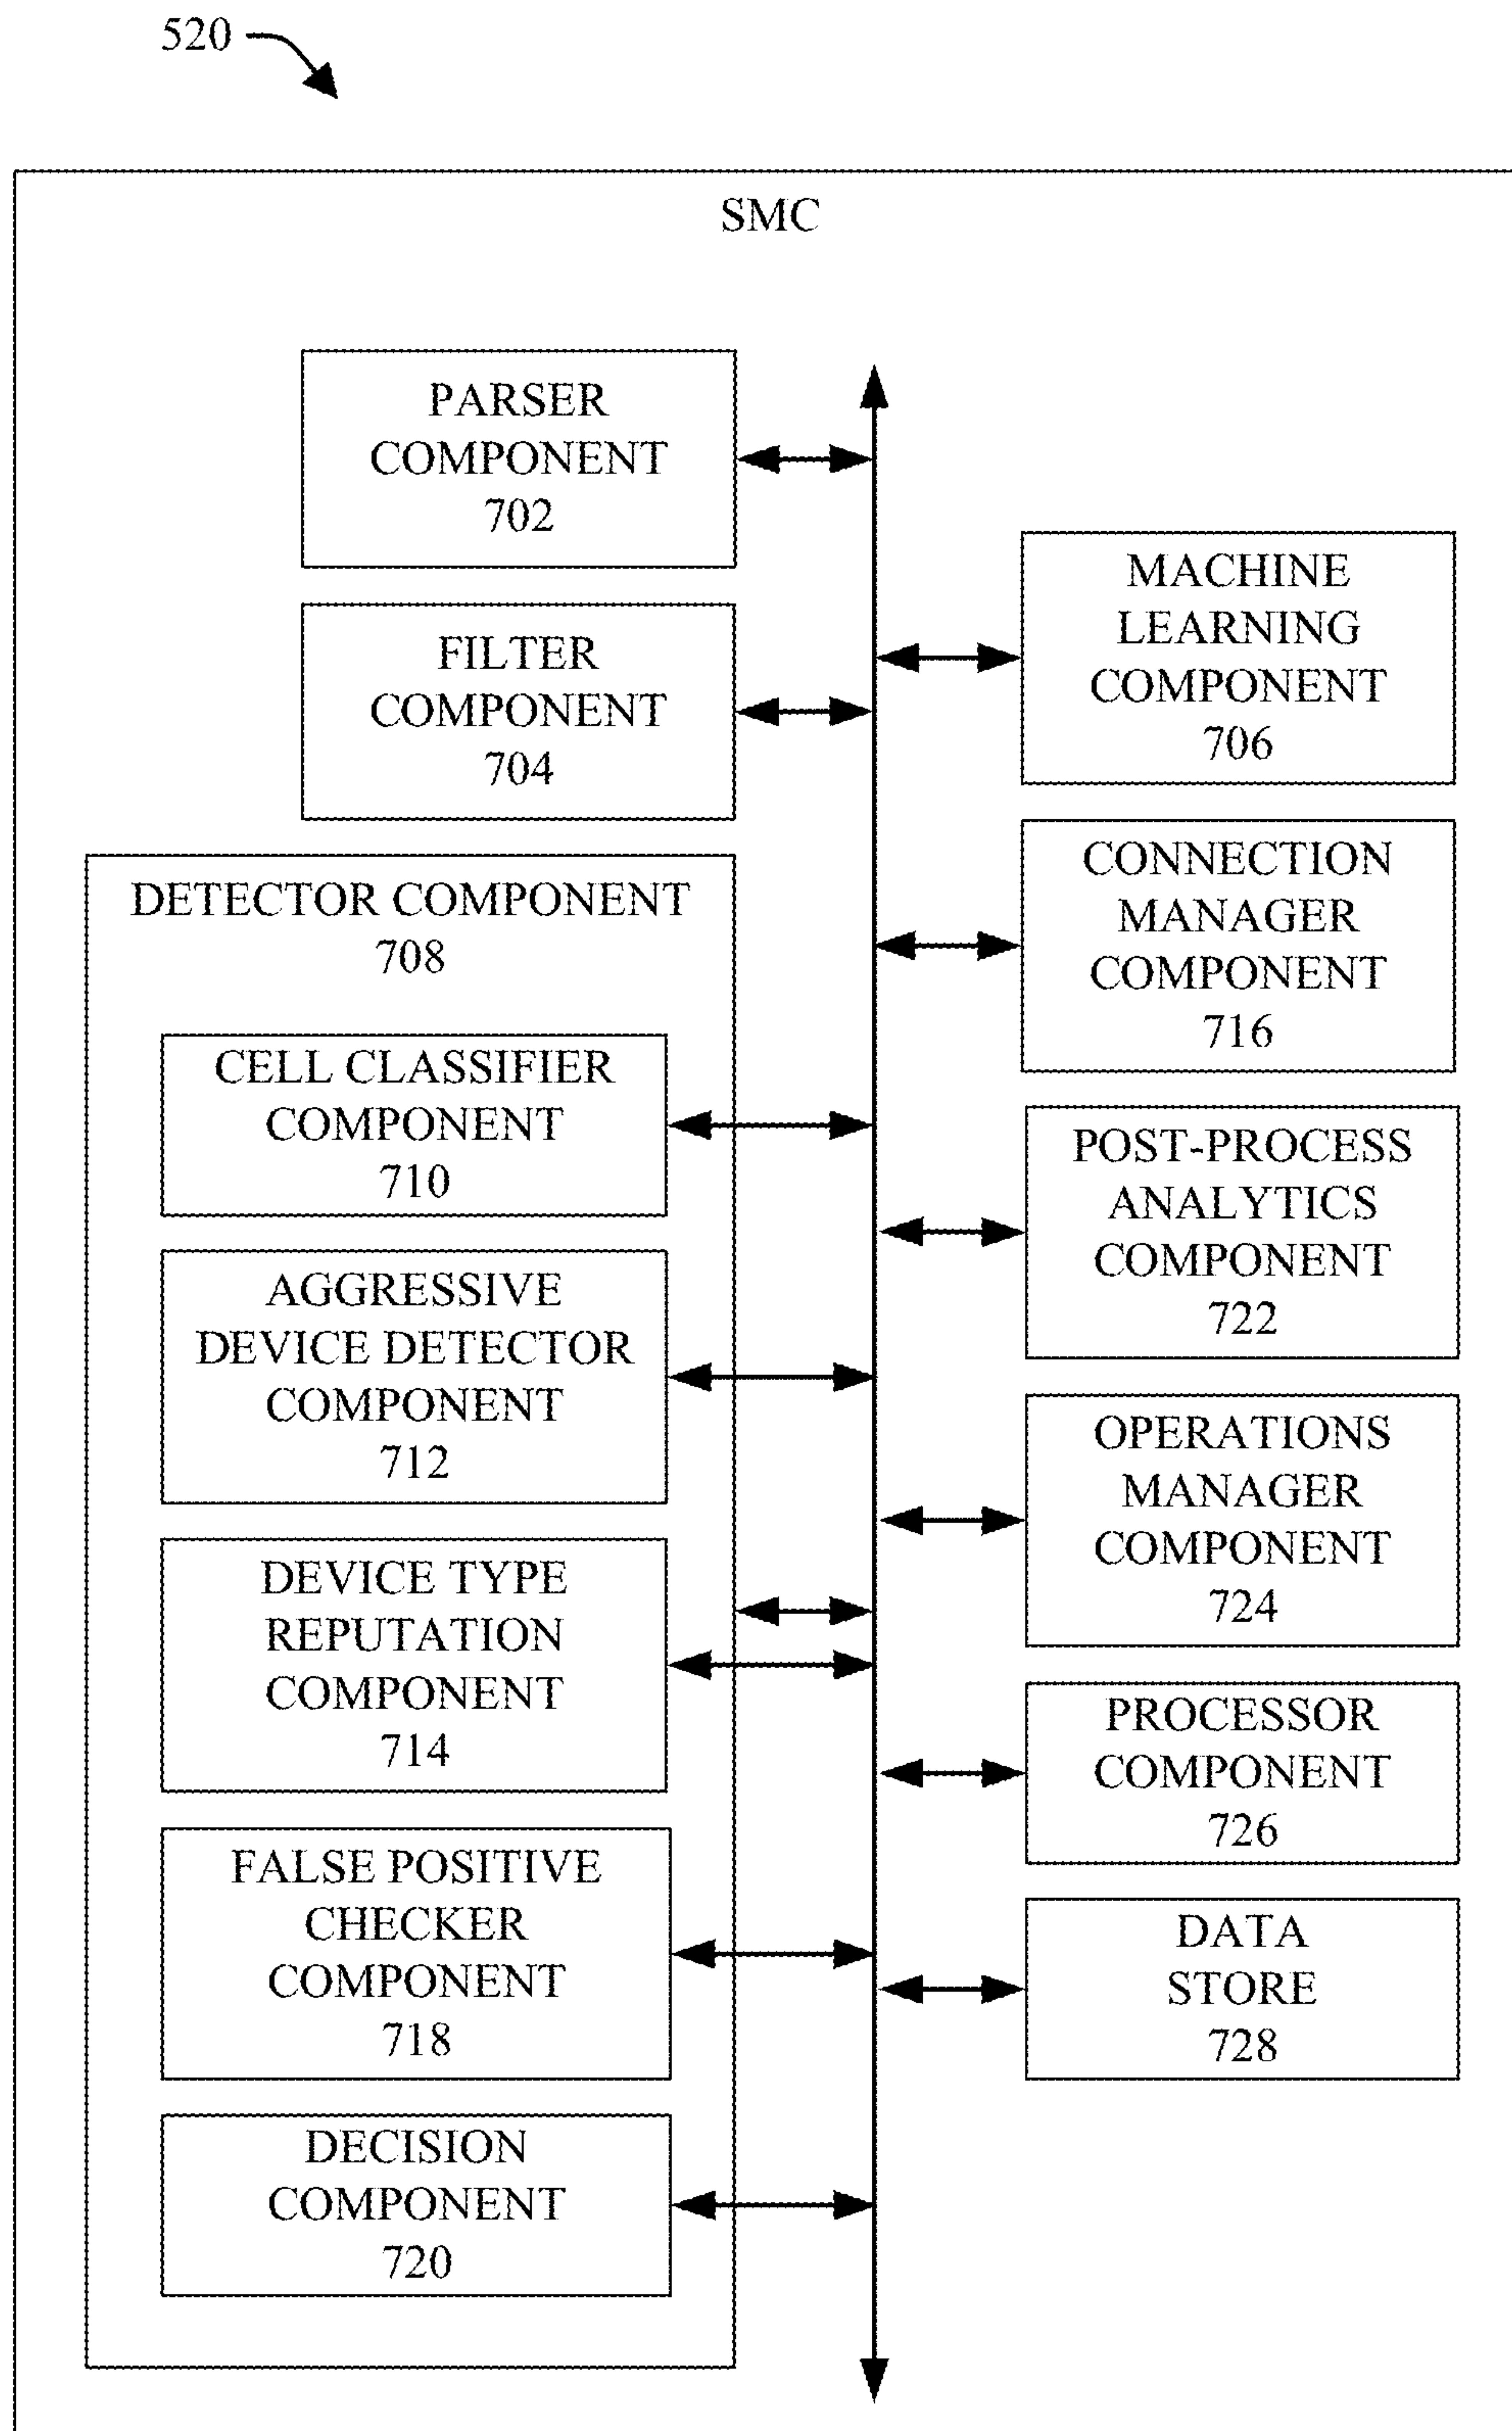 520
SMC
PARSER
COMPONENT
702
FILTER
COMPONENT
704
DETECTOR COMPONENT
708
CELL CLASSIFIER
COMPONENT
710
AGGRESSIVE
DEVICE DETECTOR
COMPONENT
712
DEVICE TYPE
REPUTATION
COMPONENT
714
FALSE POSITIVE
CHECKER
COMPONENT
718
DECISION
COMPONENT
720
MACHINE
LEARNING
COMPONENT
706
CONNECTION
MANAGER
COMPONENT
716
POST-PROCESS
ANALYTICS
COMPONENT
722
OPERATIONS
MANAGER
COMPONENT
724
PROCESSOR
COMPONENT
726
DATA
STORE
728